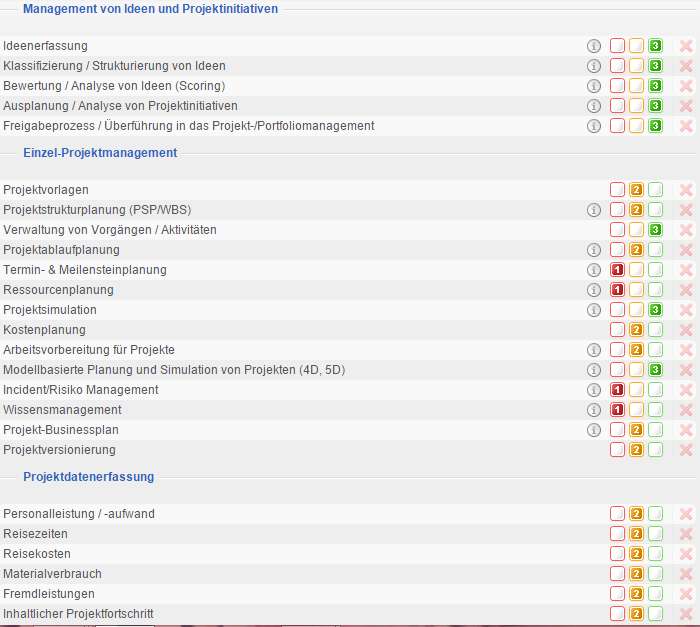 Management von Ideen und Projektinitiativen
Ideenerfassung 3
Klassifizierung / Strukturierung von Ideen 3
Bewertung / Analyse von Ideen (Scoring) 3
Ausplanung / Analyse von Projektinitiativen 3
Freigabeprozess / Überführung in das Projekt-/Portfoliomanagement 3
Einzel-Projektmanagement
Projektvorlagen 2
Projektstrukturplanung (PSP/WBS) 2
Verwaltung von Vorgängen / Aktivitäten 3
Projektablaufplanung 2
Termin- & Meilensteinplanung 1
Ressourcenplanung 1
Projektsimulation 3
Kostenplanung 2
Arbeitsvorbereitung für Projekte 2
Modellbasierte Planung und Simulation von Projekten (4D, 5D) 3
Incident/Risiko Management 1
Wissensmanagement 1
Projekt-Businessplan 2
Projektversionierung 2
Projektdatenerfassung
Personalleistung / -aufwand 2
Reisezeiten 2
Reisekosten 2
Materialverbrauch 2
Fremdleistungen 2
Inhaltlicher Projektfortschritt 2